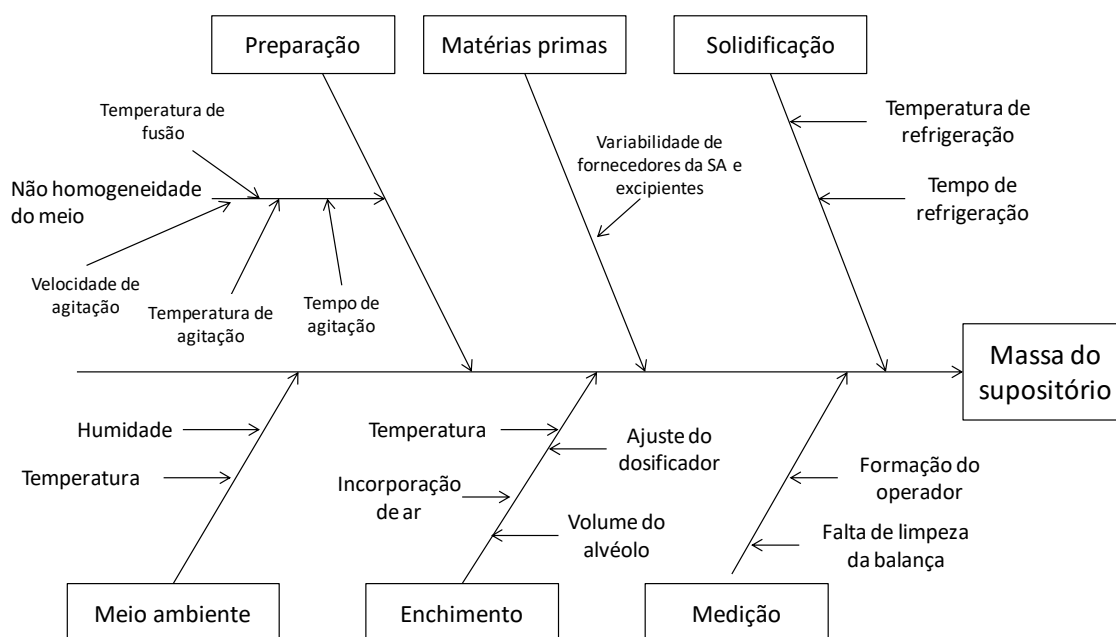 Preparação
Matérias primas
Solidificação
Temperatura de
fusão
Não homogeneidade
do meio
Velocidade de
agitação
Temperatura de
agitação
Tempo de
agitação
Variabilidade de
fornecedores da SA e
excipientes
Temperatura de
refrigeração
Tempo de
refrigeração
Massa do
supositório
Humidade
Temperatura
Temperatura
Ajuste do
dosificador
Incorporação
de ar
Volume do
alvéolo
Formação do
operador
Falta de limpeza
da balança
Meio ambiente
Enchimento
Medição